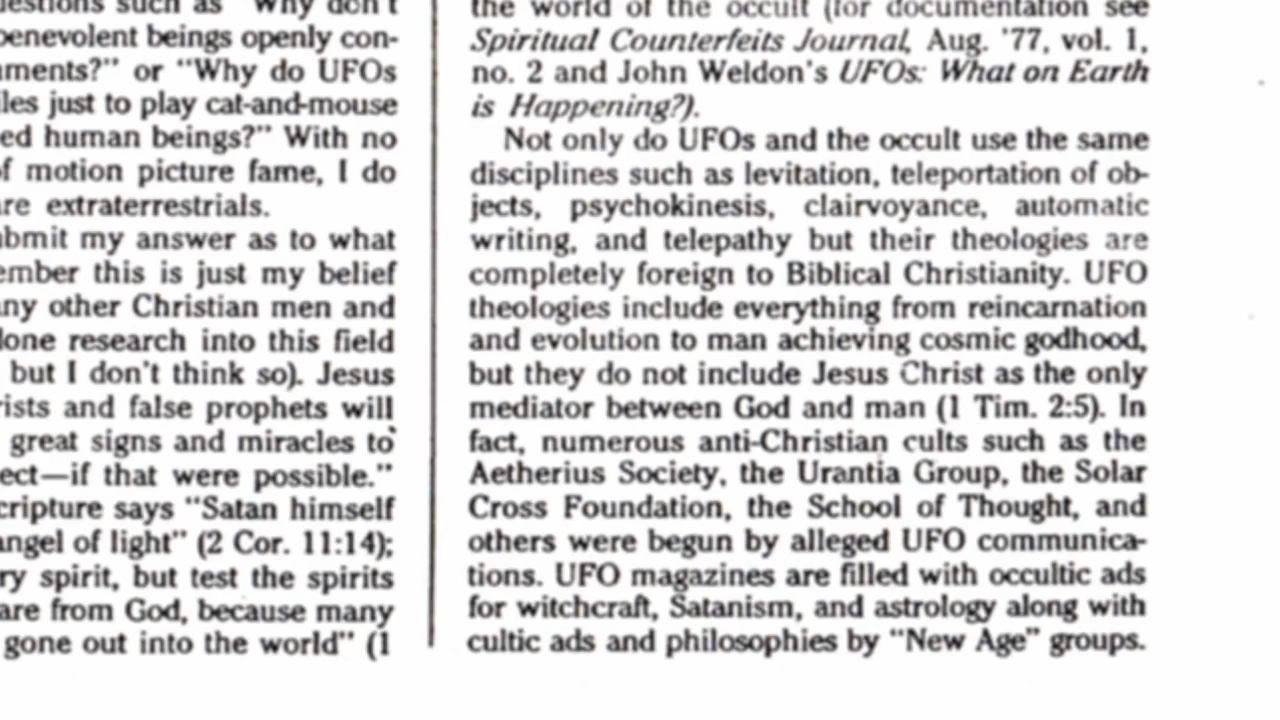 uestions such as "Why don't
benevolent beings openly con-
ments?" or "Why do UFOs
les just to play cat-and-mouse
ed human beings?" With no
f motion picture fame, I do
re extraterrestrials.
bmit my answer as to what
ember this is just my belief
ny other Christian men and
one research into this field
but I don't think so). Jesus
ists and false prophets will
great signs and miracles to
ect—if that were possible."
cripture says "Satan himself
angel of light" (2 Cor. 11:14);
ry spirit, but test the spirits
are from God, because many
gone out into the world" (1
the world of the occult (for documentation see
Spiritual Counterfeits Journal, Aug. '77, vol. 1,
no. 2 and John Weldon's UFOs: What on Earth
is Happening?).
Not only do UFOs and the occult use the same
disciplines such as levitation, teleportation of ob-
jects, psychokinesis, clairvoyance, automatic
writing, and telepathy but their theologies are
completely foreign to Biblical Christianity. UFO
theologies include everything from reincarnation
and evolution to man achieving cosmic godhood,
but they do not include Jesus Christ as the only
mediator between God and man (1 Tim. 2:5). In
fact, numerous anti-Christian cults such as the
Aetherius Society, the Urantia Group, the Solar
Cross Foundation, the School of Thought, and
others were begun by alleged UFO communica-
tions. UFO magazines are filled with occultic ads
for witchcraft, Satanism, and astrology along with
cultic ads and philosophies by "New Age" groups.